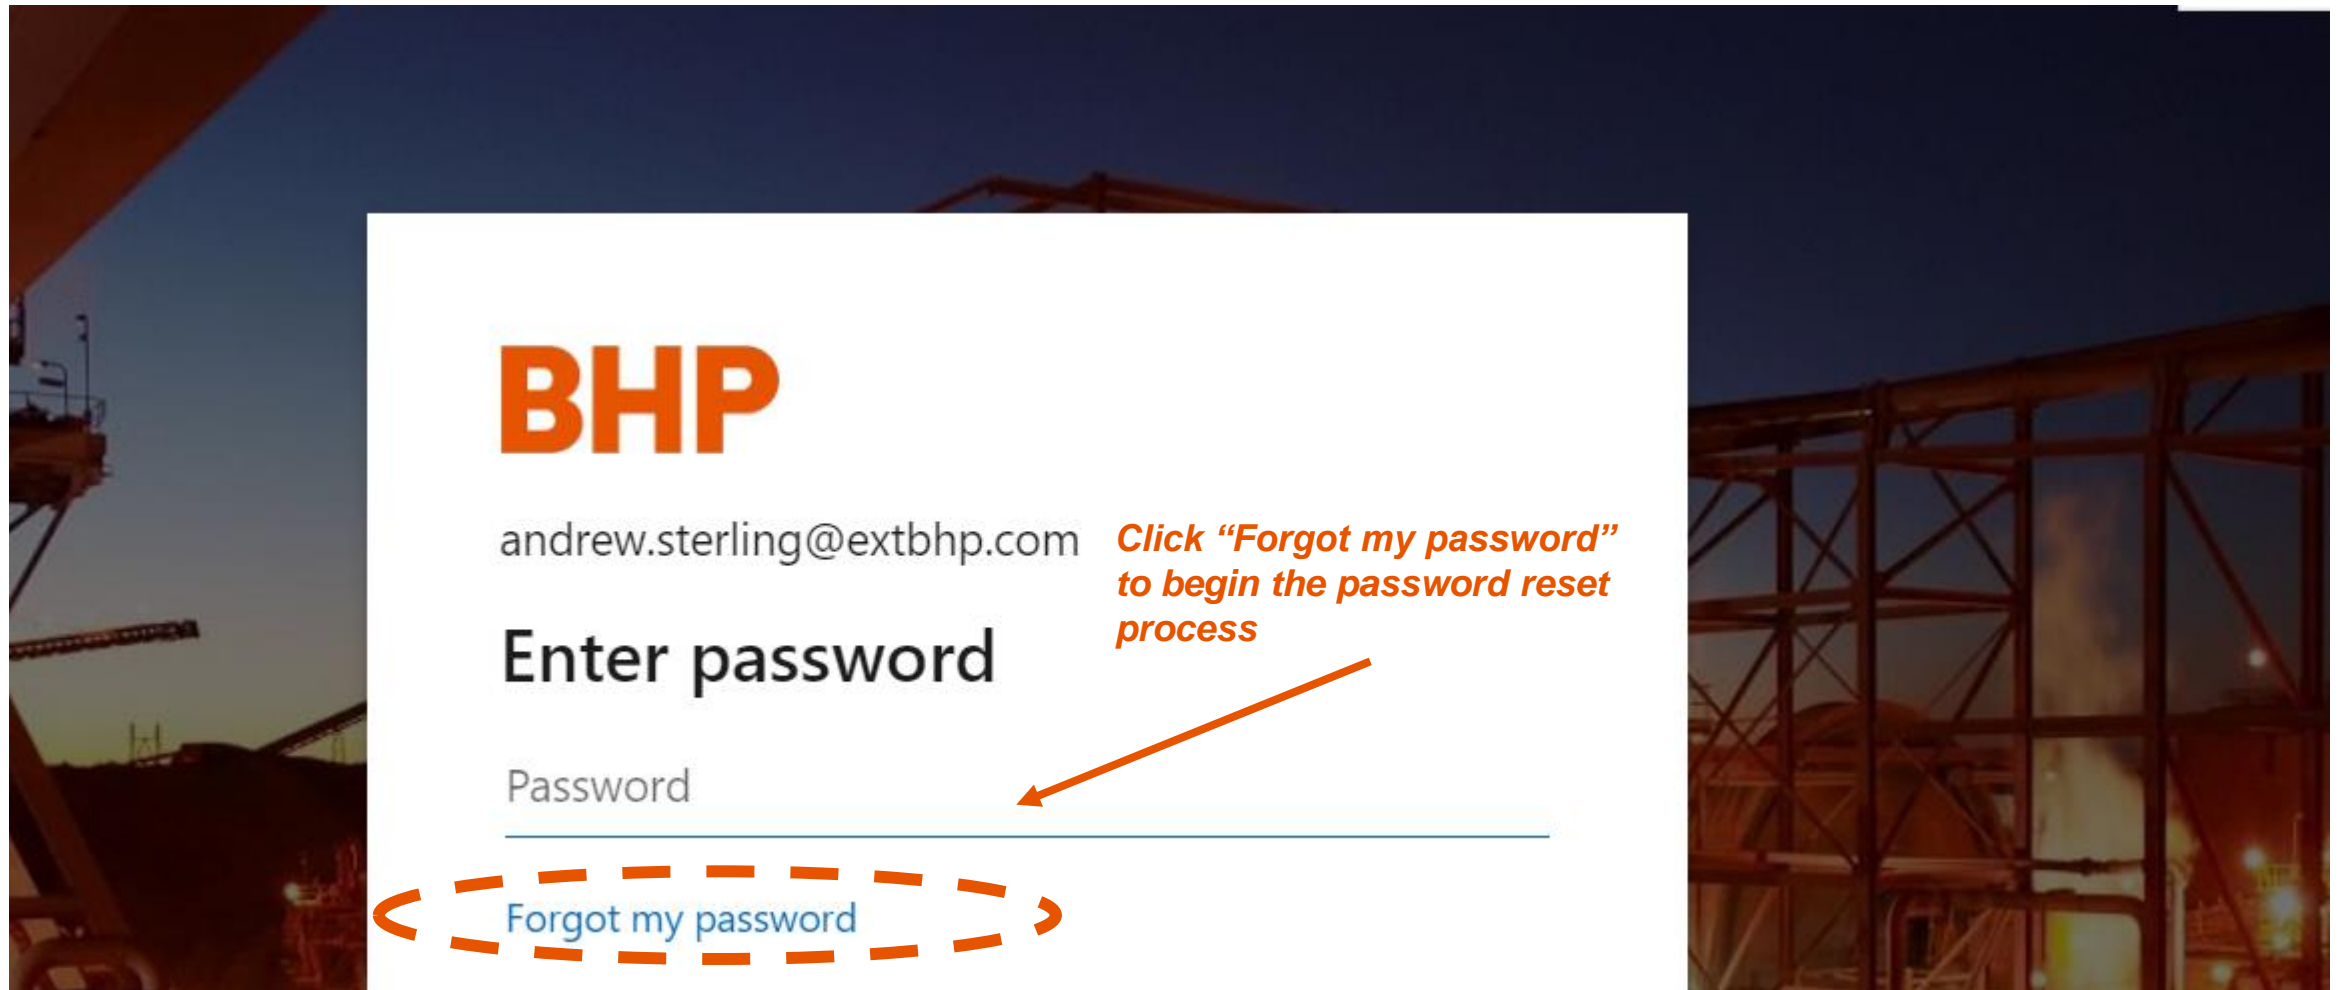 BHP
andrew.sterling@extbhp.com
Click “Forgot my password”
to begin the password reset
process
Enter password
Password
Forgot my password